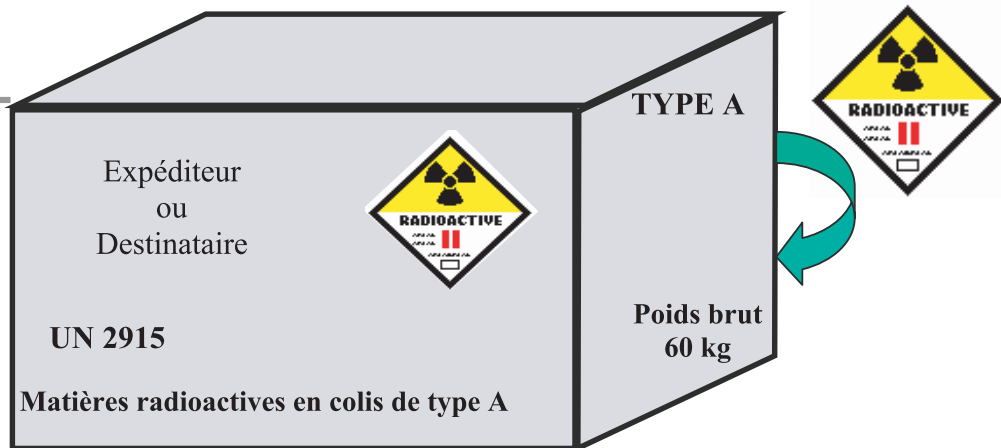 Expéditeur
ou
Destinataire
RADIOACTIVE
II
UN 2915
Matières radioactives en colis de type A
TYPE A
Poids brut
60 kg
RADIOACTIVE
II